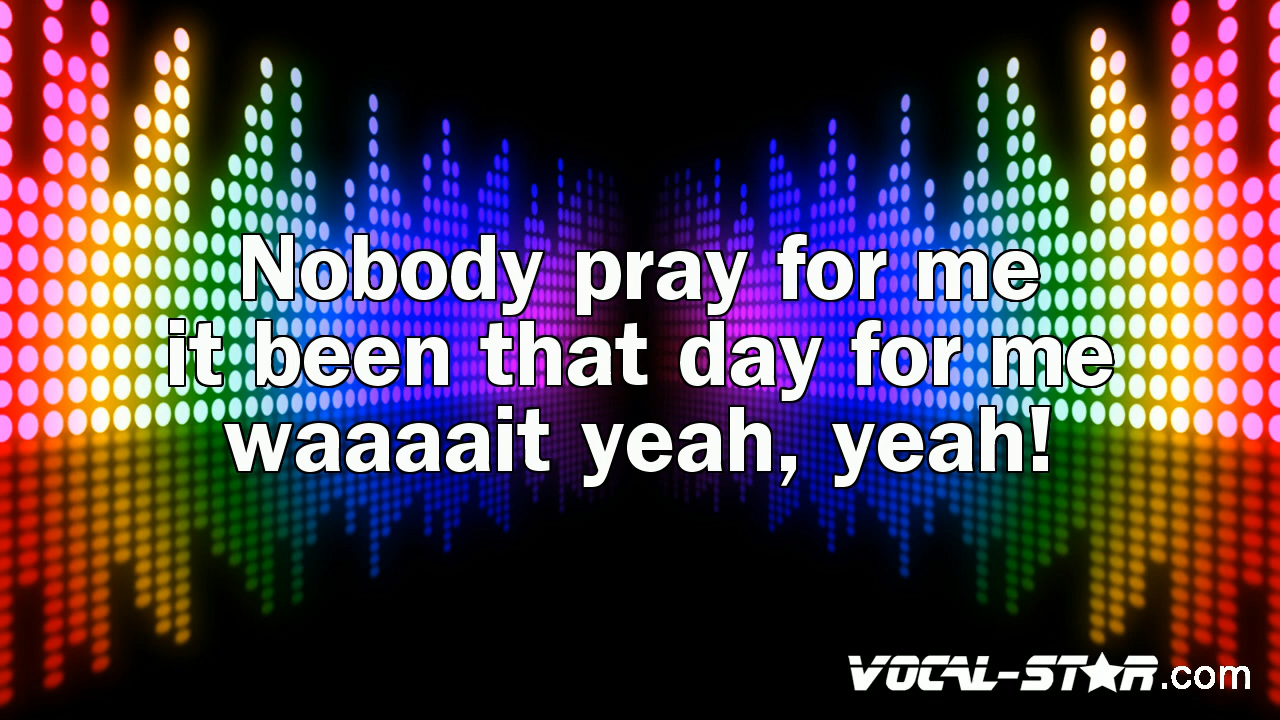 Nobody pray for me
it been that day for me
waaaait yeah, yeah!
VOCAL-STAR.com